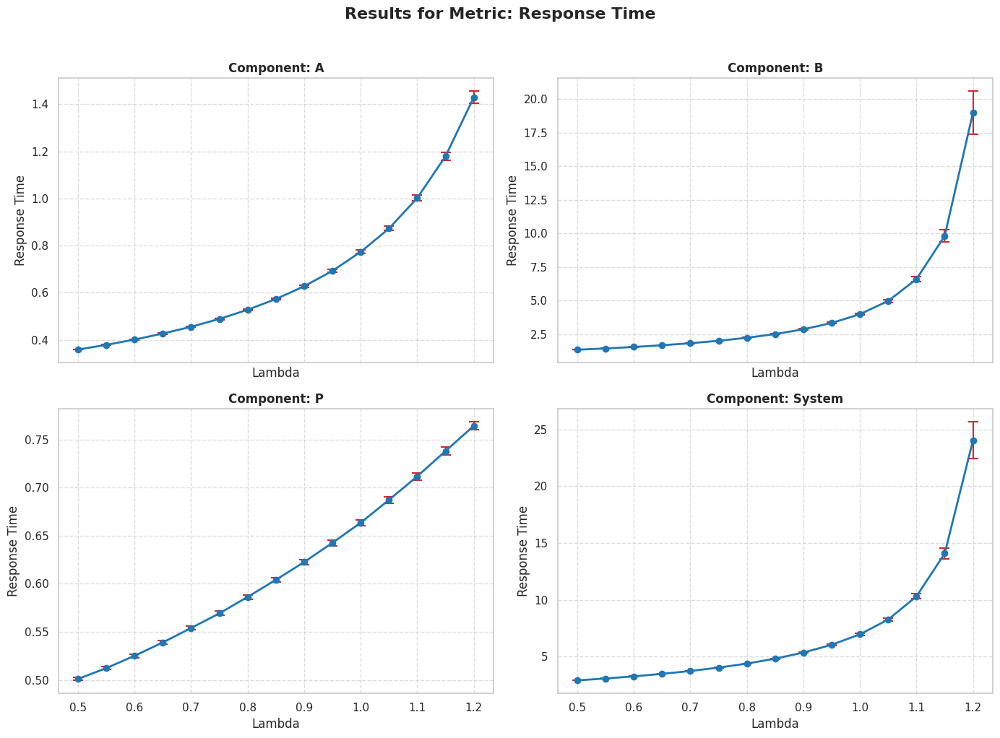 Results for Metric: Response Time
Component: A
Response Time
1.4
1.2
1.0
0.8
0.6
0.4
Lambda
Component: B
Response Time
20.0
17.5
15.0
12.5
10.0
7.5
5.0
2.5
Lambda
Component: P
Response Time
0.75
0.70
0.65
0.60
0.55
0.50
0.5 0.6 0.7 0.8 0.9 1.0 1.1 1.2
Lambda
Component: System
Response Time
25
20
15
10
5
0.5 0.6 0.7 0.8 0.9 1.0 1.1 1.2
Lambda